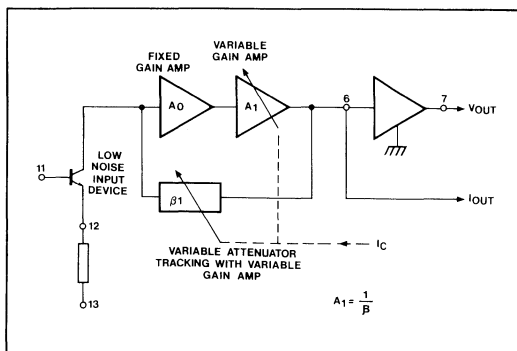 FIXED
GAIN AMP
VARIABLE
GAIN AMP
A0
A1
6
7
VOUT
11
LOW
NOISE
INPUT
DEVICE
β1
IOUT
12
IC
VARIABLE ATTENUATOR
TRACKING WITH VARIABLE
GAIN AMP
13
A1 = 1/β